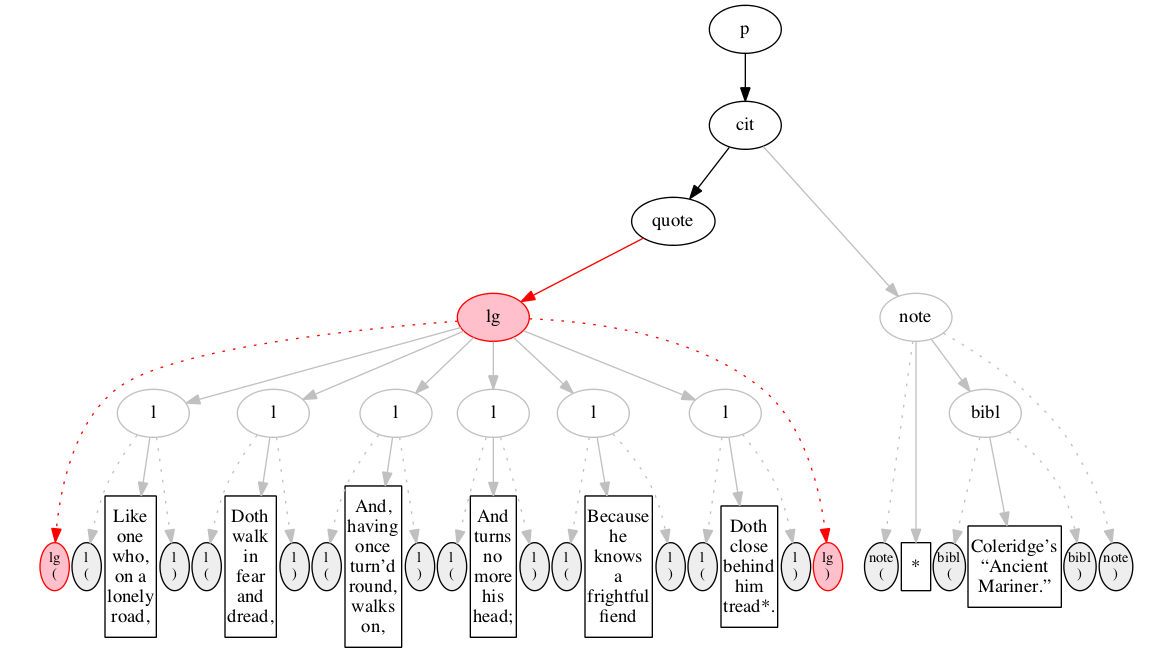 p
cit
quote
lg
note
l
l
l
l
l
l
bibl
lg
(
l
(
Like
one
who,
on a
lonely
road,
l
)
l
(
Doth
walk
in
fear
and
dread,
l
)
l
(
And,
having
once
turn’d
round,
walks
on,
l
)
l
(
And
turns
no
more
his
head;
l
)
l
(
Because
he
knows
a
frightful
fiend
l
)
l
(
Doth
close
behind
him
tread*.
l
)
lg
)
note
(
*
bibl
(
Coleridge’s
“Ancient
Mariner.”
bibl
)
note
)